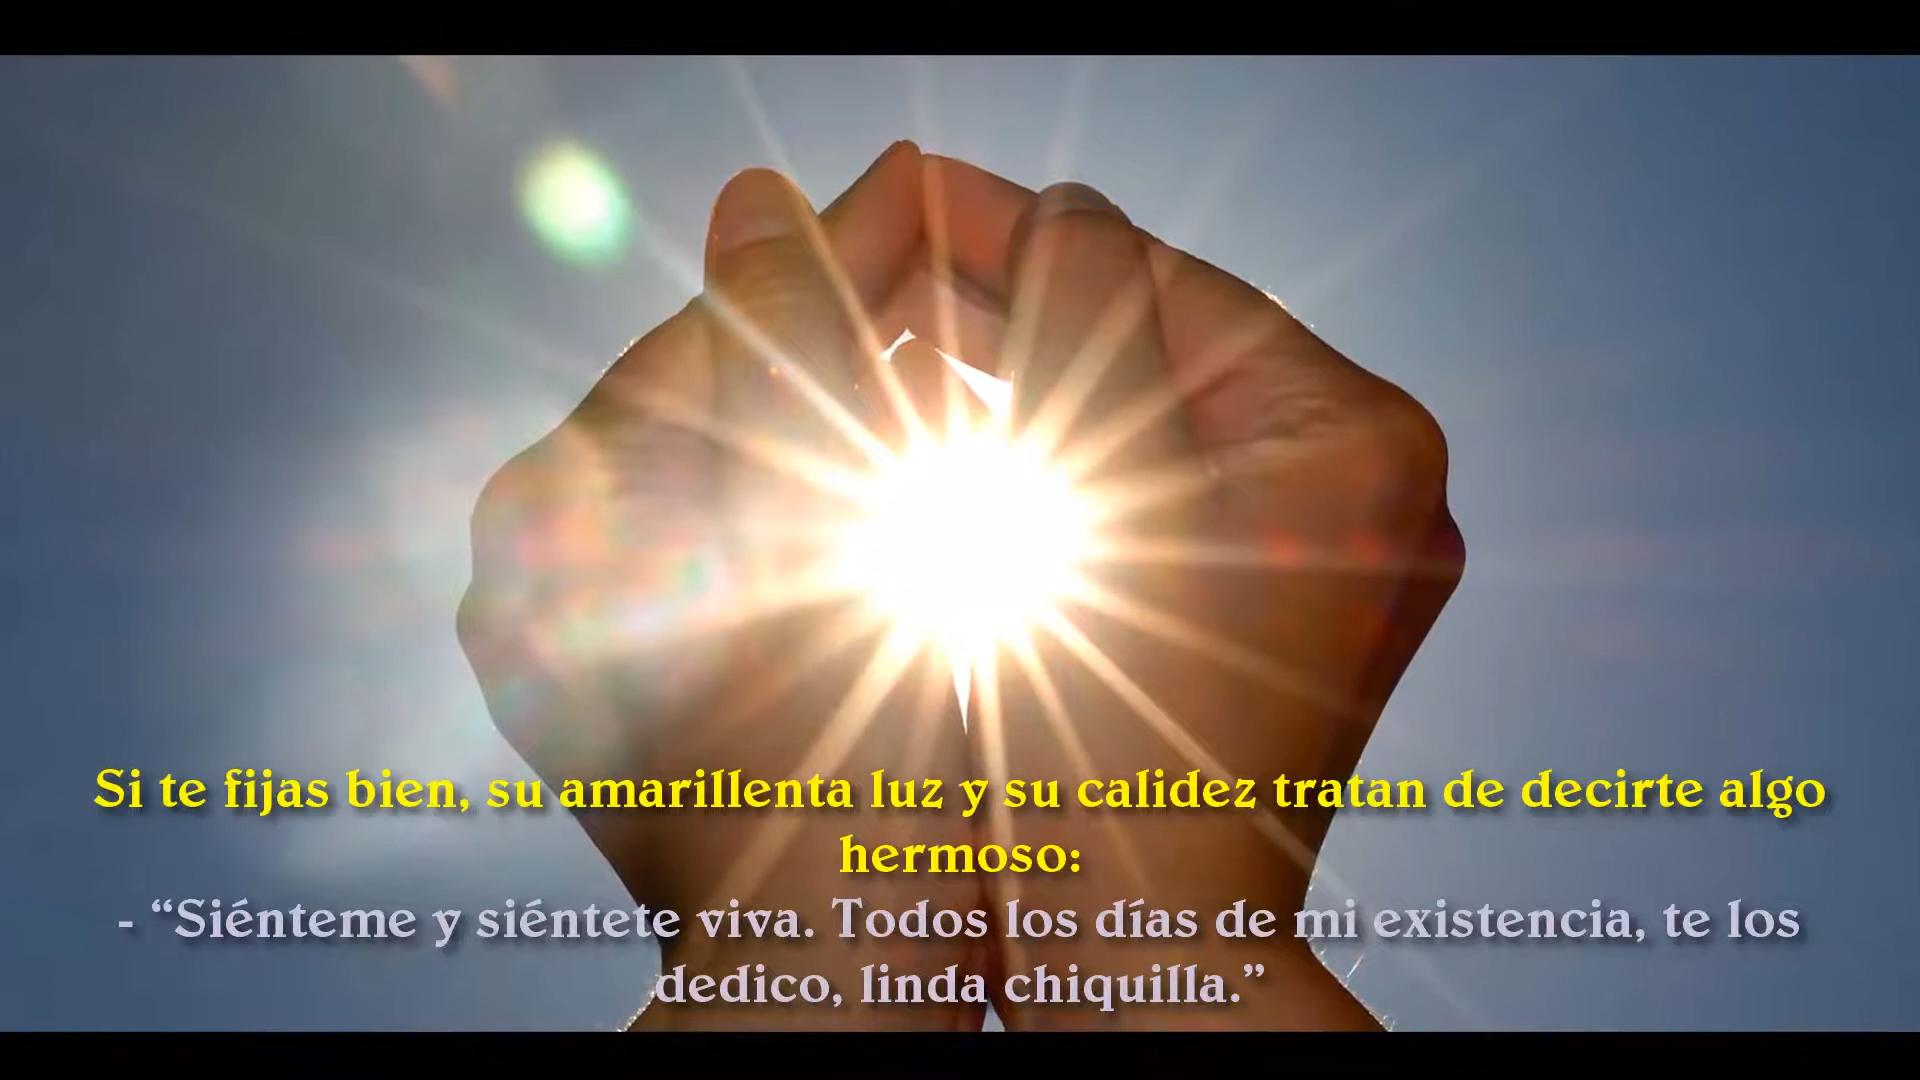 Si te fijas bien, su amarillenta luz y su calidez tratan de decirte algo
hermoso:
- “Siénteme y siéntete viva. Todos los días de mi existencia, te los
dedico, linda chiquilla.”